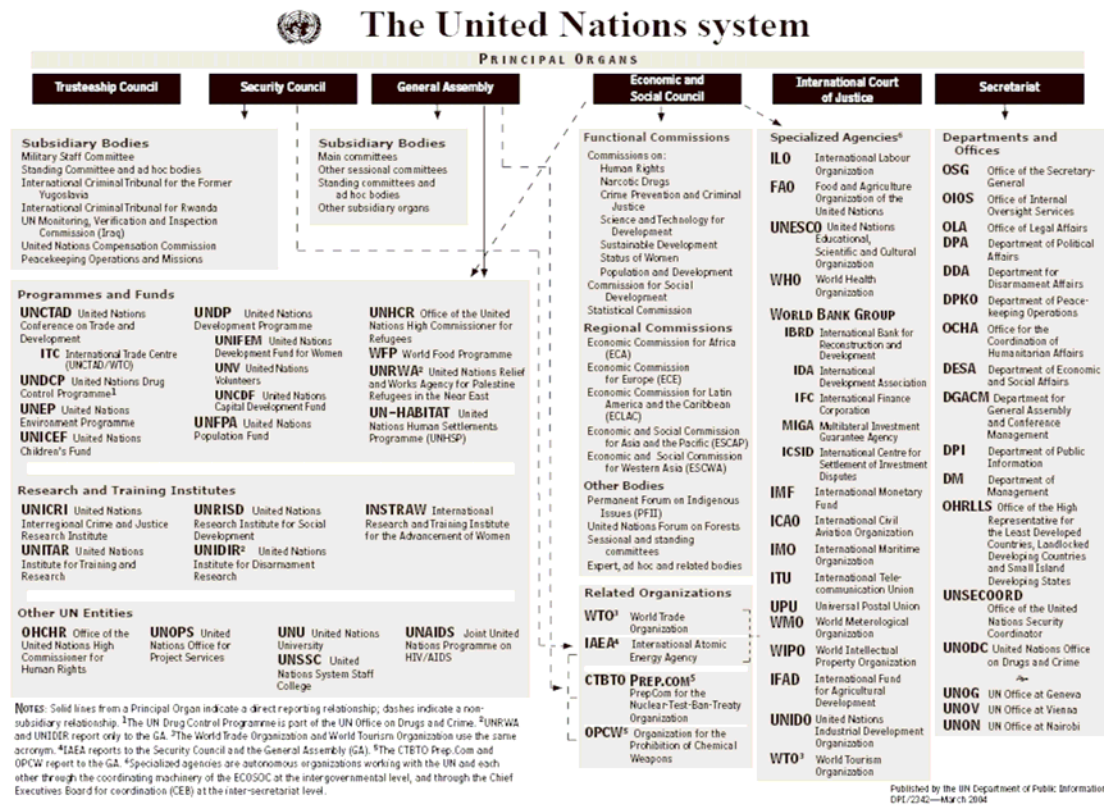 The United Nations system
PRINCIPAL ORGANS
Trusteeship Council
Security Council
General Assembly
Economic and
Social Council
International Court
of Justice
Secretariat
Subsidiary Bodies
Military Staff Committee
Standing Committee and ad hoc bodies
International Criminal Tribunal for the Former
Yugoslavia
International Criminal Tribunal for Rwanda
UN Monitoring, Verification and Inspection
Commission (Iraq)
United Nations Compensation Commission
Peacekeeping Operations and Missions
Subsidiary Bodies
Main committees
Other sessional committees
Standing committees and
ad hoc bodies
Other subsidiary organs
Programmes and Funds
UNCTAD United Nations
Conference on Trade and
Development
ITC International Trade Centre
(UNCTAD/WTO)
UNDCP United Nations Drug
Control Programme¹
UNEP United Nations
Environment Programme
UNICEF United Nations
Children's Fund
UNDP United Nations
Development Programme
UNIFEM United Nations
Development Fund for Women
UNV United Nations
Volunteers
UNCDF United Nations
Capital Development Fund
UNFPA United Nations
Population Fund
UNHCR Office of the United
Nations High Commissioner for
Refugees
WFP World Food Programme
UNRWA² United Nations Relief
and Works Agency for Palestine
Refugees in the Near East
UN-HABITAT United
Nations Human Settlements
Programme (UNHSP)
Research and Training Institutes
UNICRI United Nations
Interregional Crime and Justice
Research Institute
UNITAR United Nations
Institute for Training and
Research
UNRISD United Nations
Research Institute for Social
Development
UNIDIR² United Nations
Institute for Disarmament
Research
INSTRAW International
Research and Training Institute
for the Advancement of Women
Other UN Entities
OHCHR Office of the
United Nations High
Commissioner for
Human Rights
UNOPS United
Nations Office for
Project Services
UNU United Nations
University
UNSSC United
Nations System Staff
College
UNAIDS Joint United
Nations Programme on
HIV/AIDS
Functional Commissions
Commissions on:
Human Rights
Narcotic Drugs
Crime Prevention and Criminal
Justice
Science and Technology for
Development
Sustainable Development
Status of Women
Population and Development
Commission for Social
Development
Statistical Commission
Regional Commissions
Economic Commission for Africa
(ECA)
Economic Commission
for Europe (ECE)
Economic Commission for Latin
America and the Caribbean
(ECLAC)
Economic and Social Commission
for Asia and the Pacific (ESCAP)
Economic and Social Commission
for Western Asia (ESCWA)
Other Bodies
Permanent Forum on Indigenous
Issues (PFII)
United Nations Forum on Forests
Sessional and standing
committees
Expert, ad hoc and related bodies
Related Organizations
WTO³ World Trade
Organization
IAEA⁴ International Atomic
Energy Agency
CTBTO PREP.COM⁵
PrepCom for the
Nuclear-Test-Ban-Treaty
Organization
OPCW⁵ Organization for the
Prohibition of Chemical
Weapons
Specialized Agencies⁶
ILO International Labour
Organization
FAO Food and Agriculture
Organization of the
United Nations
UNESCO United Nations
Educational,
Scientific and Cultural
Organization
WHO World Health
Organization
WORLD BANK GROUP
IBRD International Bank for
Reconstruction and
Development
IDA International
Development Association
IFC International Finance
Corporation
MIGA Multilateral Investment
Guarantee Agency
ICSID International Centre for
Settlement of Investment
Disputes
IMF International Monetary
Fund
ICAO International Civil
Aviation Organization
IMO International Maritime
Organization
ITU International Tele-
communication Union
UPU Universal Postal Union
WMO World Meterological
Organization
WIPO World Intellectual
Property Organization
IFAD International Fund
for Agricultural
Development
UNIDO United Nations
Industrial Development
Organization
WTO³ World Tourism
Organization
Departments and
Offices
OSG Office of the Secretary-
General
OIOS Office of Internal
Oversight Services
OLA Office of Legal Affairs
DPA Department of Political
Affairs
DDA Department for
Disarmament Affairs
DPKO Department of Peace-
keeping Operations
OCHA Office for the
Coordination of
Humanitarian Affairs
DESA Department of Economic
and Social Affairs
DGACM Department for
General Assembly
and Conference
Management
DPI Department of Public
Information
DM Department of
Management
OHRLLS Office of the High
Representative for
the Least Developed
Countries, Landlocked
Developing Countries
and Small Island
Developing States
UNSECOORD
Office of the United
Nations Security
Coordinator
UNODC United Nations Office
on Drugs and Crime
UNOG UN Office at Geneva
UNOV UN Office at Vienna
UNON UN Office at Nairobi
NOTES: Solid lines from a Principal Organ indicate a direct reporting relationship; dashes indicate a non-
subsidiary relationship. ¹The UN Drug Control Programme is part of the UN Office on Drugs and Crime. ²UNRWA
and UNIDIR report only to the GA. ³The World Trade Organization and World Tourism Organization use the same
acronym. ⁴IAEA reports to the Security Council and the General Assembly (GA). ⁵The CTBTO Prep.Com and
OPCW report to the GA. ⁶Specialized agencies are autonomous organizations working with the UN and each
other through the coordinating machinery of the ECOSOC at the intergovernmental level, and through the Chief
Executives Board for coordination (CEB) at the inter-secretariat level.
Published by the UN Department of Public Information
DPI/2342—March 2004